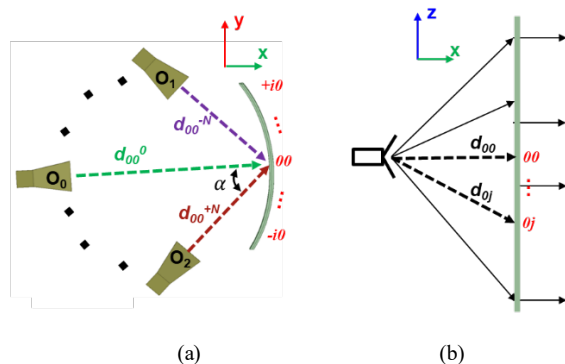 y
x
O₁
+i0
⋮
d₀₀⁻ᴺ
O₀
d₀₀⁰
00
α
d₀₀⁺ᴺ
⋮
O₂
-i0
(a)
z
x
d₀₀
00
⋮
d₀ⱼ
0j
(b)